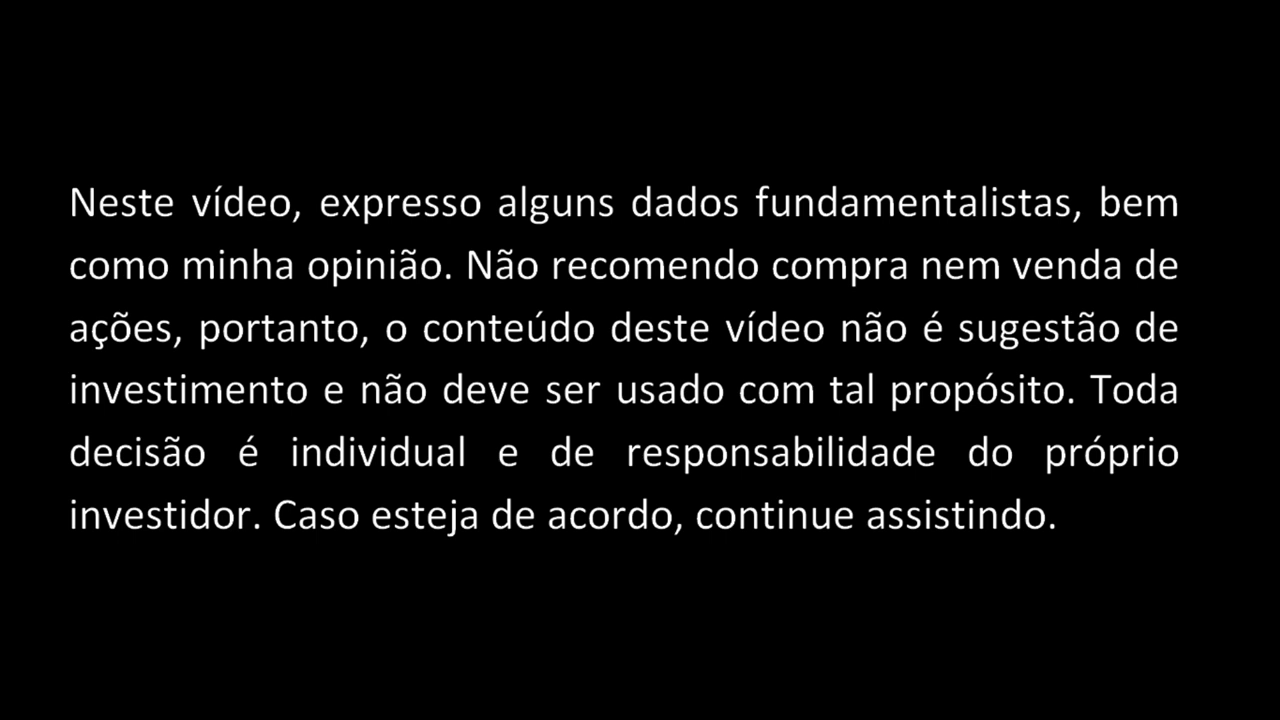 Neste vídeo, expresso alguns dados fundamentalistas, bem
como minha opinião. Não recomendo compra nem venda de
ações, portanto, o conteúdo deste vídeo não é sugestão de
investimento e não deve ser usado com tal propósito. Toda
decisão é individual e de responsabilidade do próprio
investidor. Caso esteja de acordo, continue assistindo.